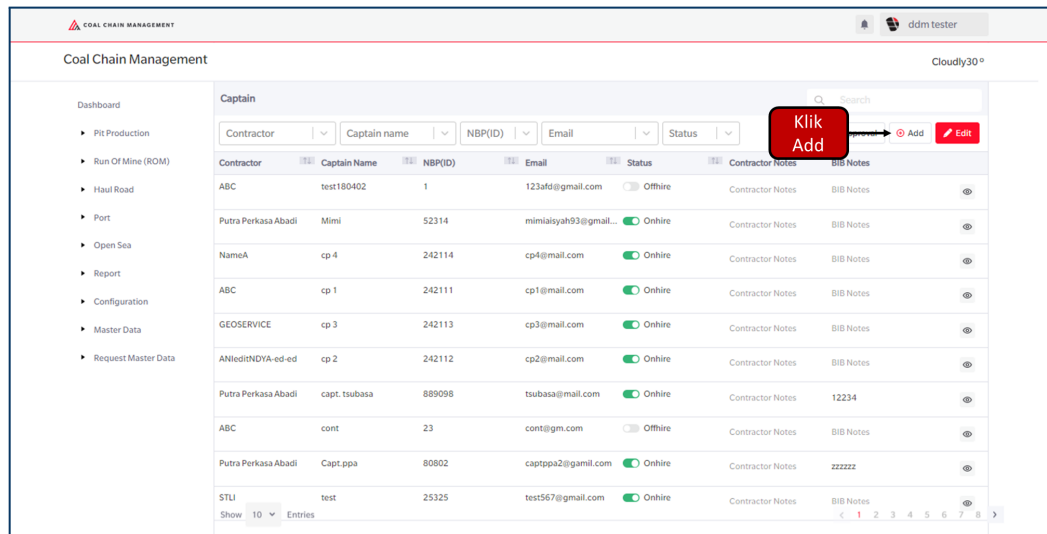 COAL CHAIN MANAGEMENT
ddm tester
Coal Chain Management
Cloudly30°
Dashboard
Pit Production
Run Of Mine (ROM)
Haul Road
Port
Open Sea
Report
Configuration
Master Data
Request Master Data
Captain
Search
Contractor Captain name NBP(ID) Email Status
Klik
Add
Add Edit
Contractor Captain Name NBP(ID) Email Status Contractor Notes BIB Notes
ABC test180402 1 123afd@gmail.com Offhire Contractor Notes BIB Notes
Putra Perkasa Abadi Mimi 52314 mimiaisyah93@gmail... Onhire Contractor Notes BIB Notes
NameA cp 4 242114 cp4@mail.com Onhire Contractor Notes BIB Notes
ABC cp 1 242111 cp1@mail.com Onhire Contractor Notes BIB Notes
GEOSERVICE cp 3 242113 cp3@mail.com Onhire Contractor Notes BIB Notes
ANIeditNDYA-ed-ed cp 2 242112 cp2@mail.com Onhire Contractor Notes BIB Notes
Putra Perkasa Abadi capt. tsubasa 889098 tsubasa@mail.com Onhire Contractor Notes 12234
ABC cont 23 cont@gm.com Offhire Contractor Notes BIB Notes
Putra Perkasa Abadi Capt.ppa 80802 captppa2@gamil.com Onhire Contractor Notes zzzzzz
STLI test 25325 test567@gmail.com Onhire Contractor Notes BIB Notes
Show 10 Entries
1 2 3 4 5 6 7 8